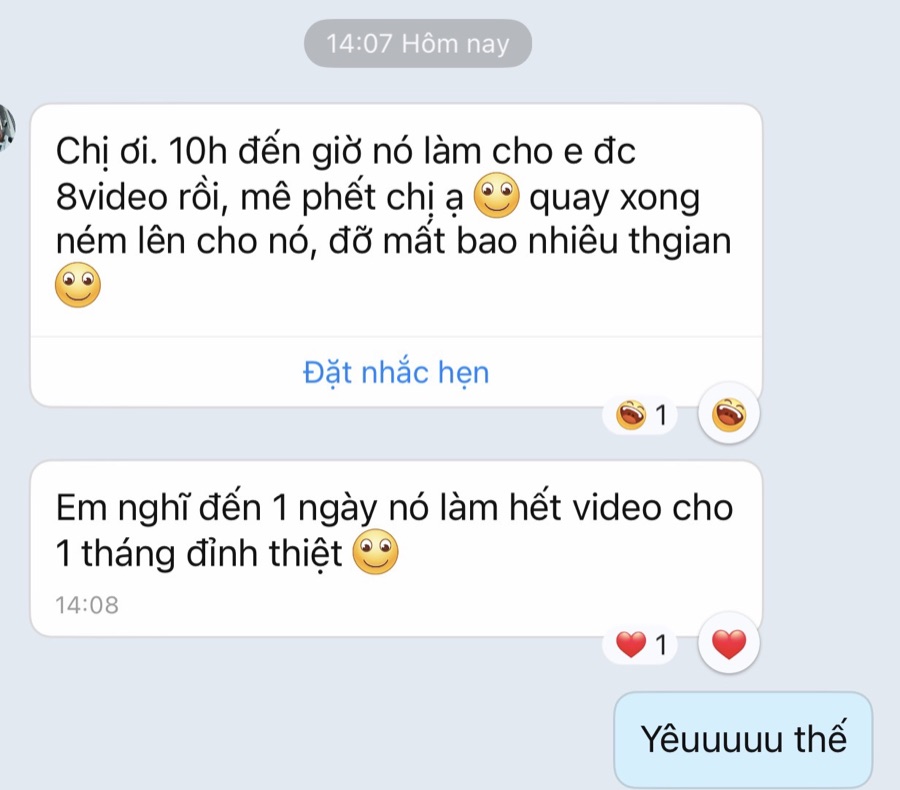 14:07 Hôm nay
Chị ơi. 10h đến giờ nó làm cho e đc
8video rồi, mê phết chị ạ 🙂 quay xong
ném lên cho nó, đỡ mất bao nhiêu thgian
🙂
Đặt nhắc hẹn
1
Em nghĩ đến 1 ngày nó làm hết video cho
1 tháng đỉnh thiệt 🙂
14:08
1
Yêuuuuu thế